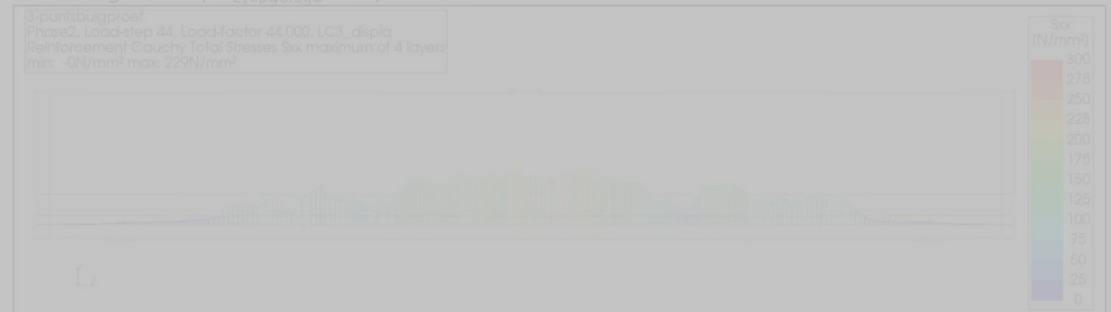 3-puntsbuigproef
Phase2, Load-step 44, Load-factor 44.000, LC3_displa
Reinforcement Cauchy Total Stresses Sxx maximum of 4 layers
min: -0N/mm² max: 229N/mm²
Sxx
(N/mm²)
300
275
250
225
200
175
150
125
100
75
50
25
0